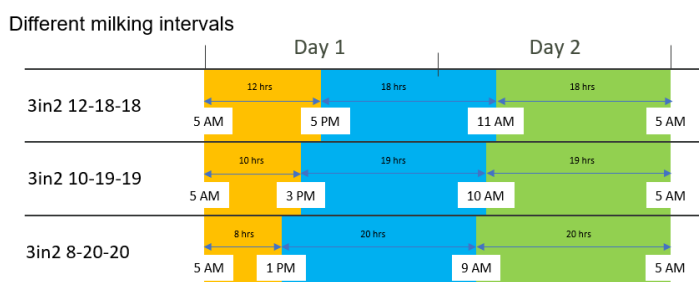 Different milking intervals
Day 1 Day 2
12 hrs 18 hrs 18 hrs
3in2 12-18-18
5 AM 5 PM 11 AM 5 AM
10 hrs 19 hrs 19 hrs
3in2 10-19-19
5 AM 3 PM 10 AM 5 AM
8 hrs 20 hrs 20 hrs
3in2 8-20-20
5 AM 1 PM 9 AM 5 AM